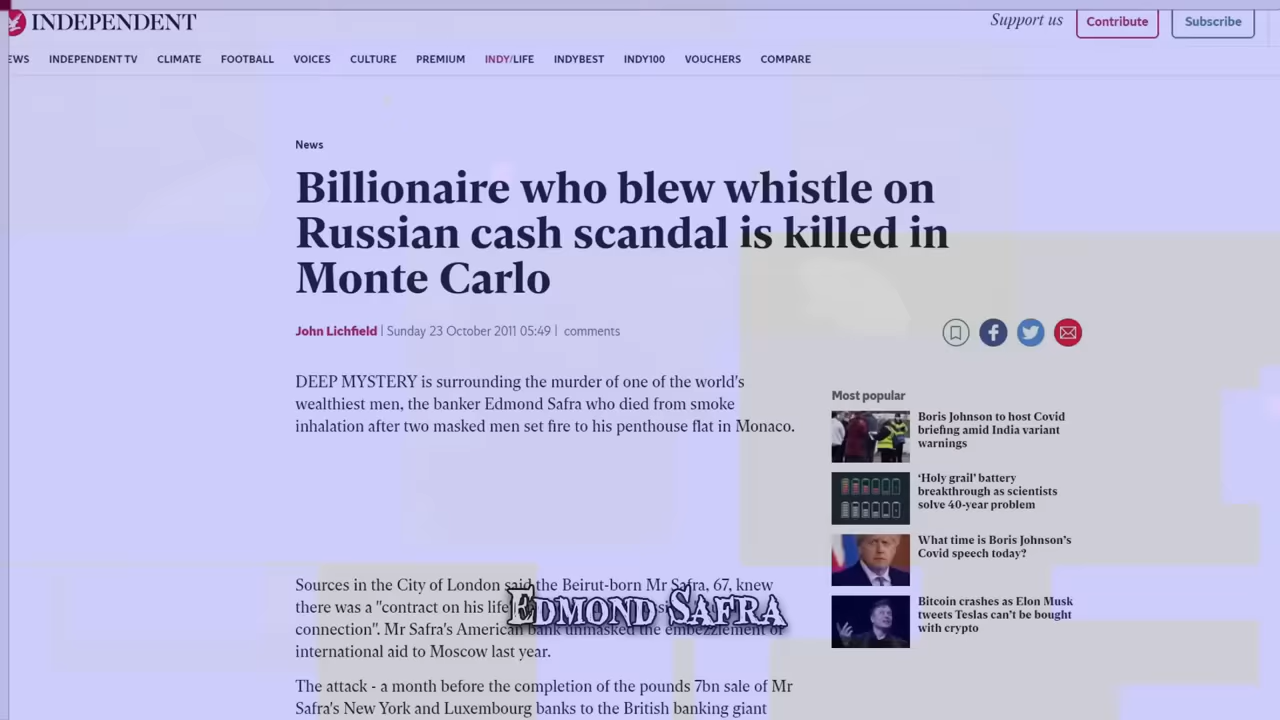 INDEPENDENT
Support us
Contribute
Subscribe
EWS INDEPENDENT TV CLIMATE FOOTBALL VOICES CULTURE PREMIUM INDY/LIFE INDYBEST INDY100 VOUCHERS COMPARE
News
Billionaire who blew whistle on
Russian cash scandal is killed in
Monte Carlo
John Lichfield | Sunday 23 October 2011 05:49 | comments
DEEP MYSTERY is surrounding the murder of one of the world's
wealthiest men, the banker Edmond Safra who died from smoke
inhalation after two masked men set fire to his penthouse flat in Monaco.
Sources in the City of London said the Beirut-born Mr Safra, 67, knew
there was a "contract on his life
connection". Mr Safra's American bank unmasked the embezzlement of
international aid to Moscow last year.
The attack - a month before the completion of the pounds 7bn sale of Mr
Safra's New York and Luxembourg banks to the British banking giant
EDMOND SAFRA
Most popular
Boris Johnson to host Covid
briefing amid India variant
warnings
‘Holy grail’ battery
breakthrough as scientists
solve 40-year problem
What time is Boris Johnson’s
Covid speech today?
Bitcoin crashes as Elon Musk
tweets Teslas can’t be bought
with crypto